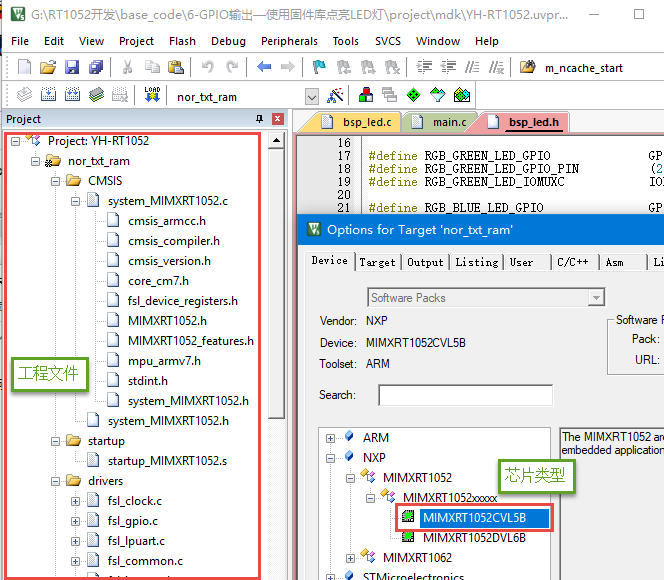 G:\RT1052开发\base_code\6-GPIO输出—使用固件库点亮LED灯\project\mdk\YH-RT1052.uvpr...
File Edit View Project Flash Debug Peripherals Tools SVCS Window Help
m_ncache_start
LOAD
nor_txt_ram
Project
bsp_led.c main.c bsp_led.h
Project: YH-RT1052
nor_txt_ram
CMSIS
system_MIMXRT1052.c
cmsis_armcc.h
cmsis_compiler.h
cmsis_version.h
core_cm7.h
fsl_device_registers.h
MIMXRT1052.h
MIMXRT1052_features.h
mpu_armv7.h
stdint.h
system_MIMXRT1052.h
system_MIMXRT1052.h
startup
startup_MIMXRT1052.s
drivers
fsl_clock.c
fsl_gpio.c
fsl_lpuart.c
fsl_common.c
工程文件
16
17 #define RGB_GREEN_LED_GPIO GP
18 #define RGB_GREEN_LED_GPIO_PIN (2
19 #define RGB_GREEN_LED_IOMUXC IO
20
21 #define RGB_BLUE_LED_GPIO GP
Options for Target 'nor_txt_ram'
Device Target Output Listing User C/C++ Asm Li
Software Packs
Vendor: NXP
Device: MIMXRT1052CVL5B
Toolset: ARM
Search:
Software P
Pack:
URL:
ARM
NXP
MIMXRT1052
MIMXRT1052xxxxx
MIMXRT1052CVL5B
MIMXRT1052DVL6B
MIMXRT1062
STMicroelectronics
The MIMXRT1052 are
embedded application
芯片类型